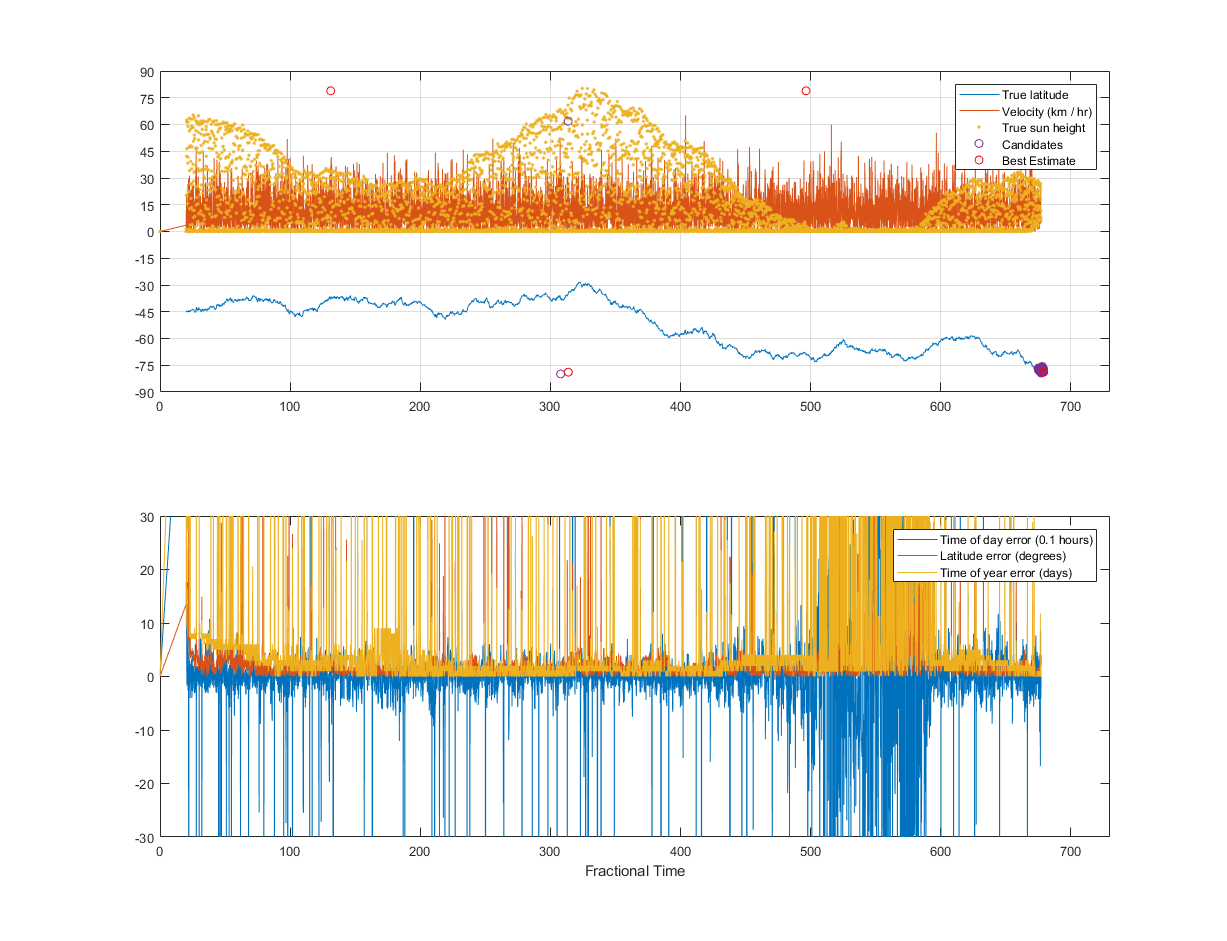 90
75
60
45
30
15
0
-15
-30
-45
-60
-75
-90
0 100 200 300 400 500 600 700
True latitude
Velocity (km / hr)
True sun height
Candidates
Best Estimate
30
20
10
0
-10
-20
-30
0 100 200 300 400 500 600 700
Time of day error (0.1 hours)
Latitude error (degrees)
Time of year error (days)
Fractional Time